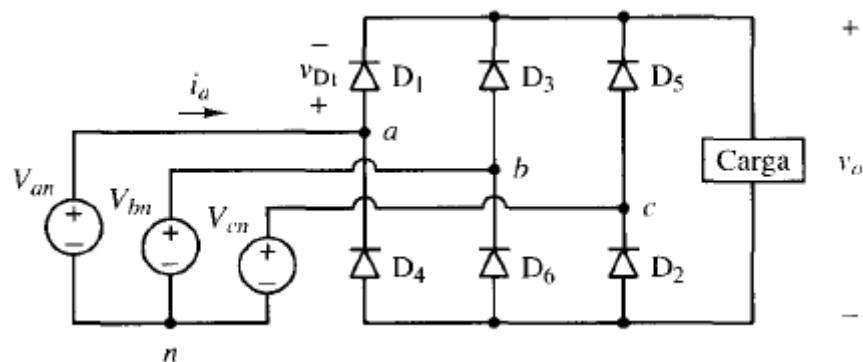 − +
v_D1 D₁ D₃ D₅
i_a +
a
V_an + b Carga v_o
V_bn + V_cn c
− − + −
D₄ D₆ D₂
n −